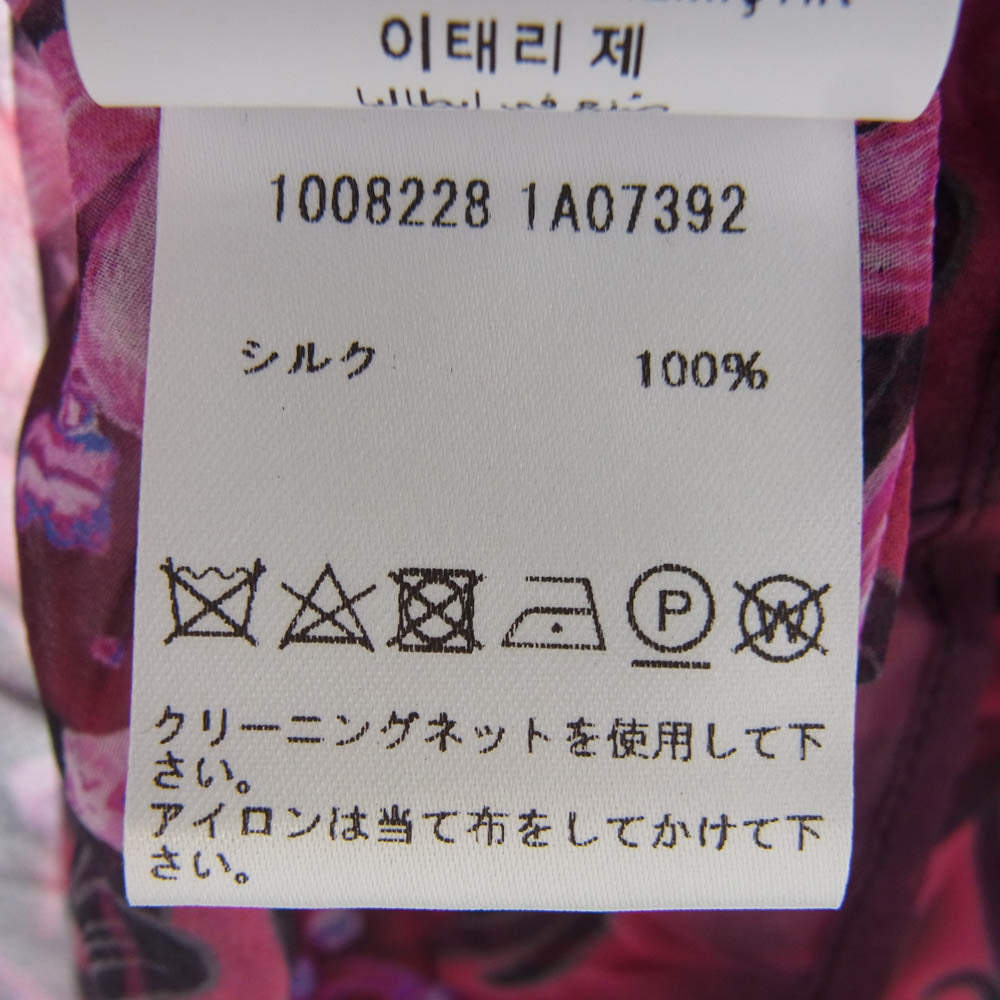 이태리 제
1008228 1A07392
シルク 100%
P W
クリーニングネットを使用して下
さい。
アイロンは当て布をしてかけて下
さい。